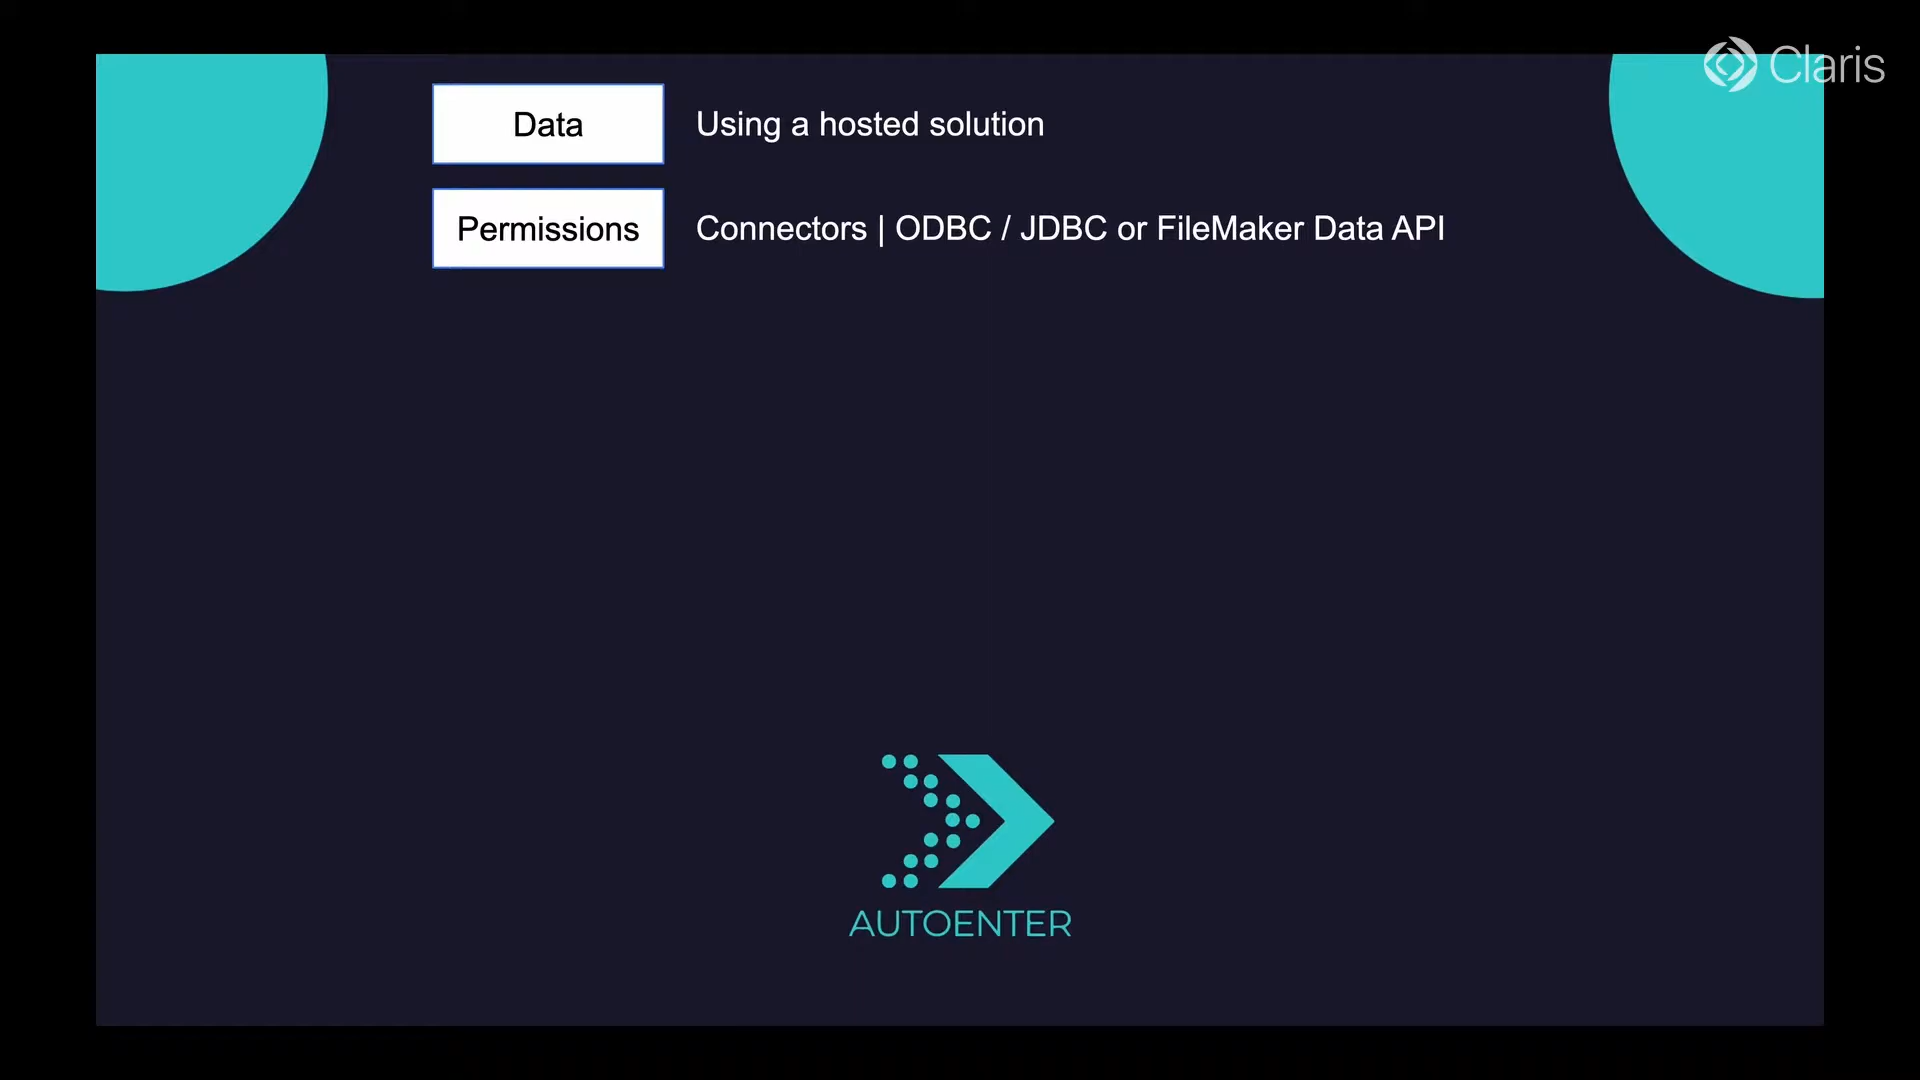 Claris
Data
Using a hosted solution
Permissions
Connectors | ODBC / JDBC or FileMaker Data API
AUTOENTER